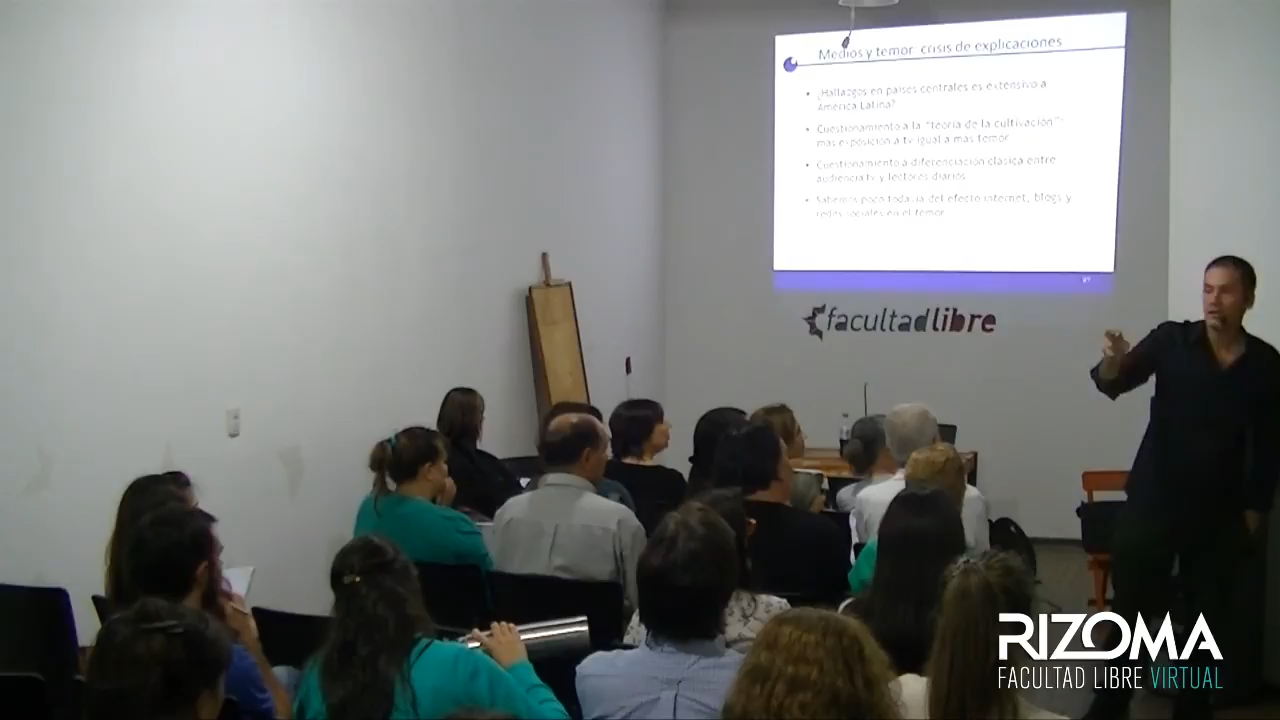 Medios y temor: crisis de explicaciones
¿Hallazgos en países centrales es extensivo a
América Latina?
Cuestionamiento a la "teoría de la cultivación":
más exposición a tv igual a más temor
Cuestionamiento a diferenciación clásica entre
audiencia tv y lectores diarios
Sabemos poco todavía del efecto internet, blogs y
redes sociales en el temor
facultadlibre
RIZOMA
FACULTAD LIBRE VIRTUAL